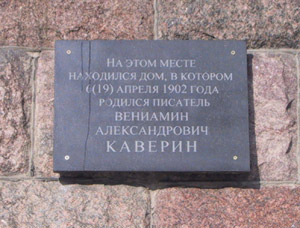 НА ЭТОМ МЕСТЕ
НАХОДИЛСЯ ДОМ, В КОТОРОМ
6(19) АПРЕЛЯ 1902 ГОДА
РОДИЛСЯ ПИСАТЕЛЬ
ВЕНИАМИН
АЛЕКСАНДРОВИЧ
КАВЕРИН